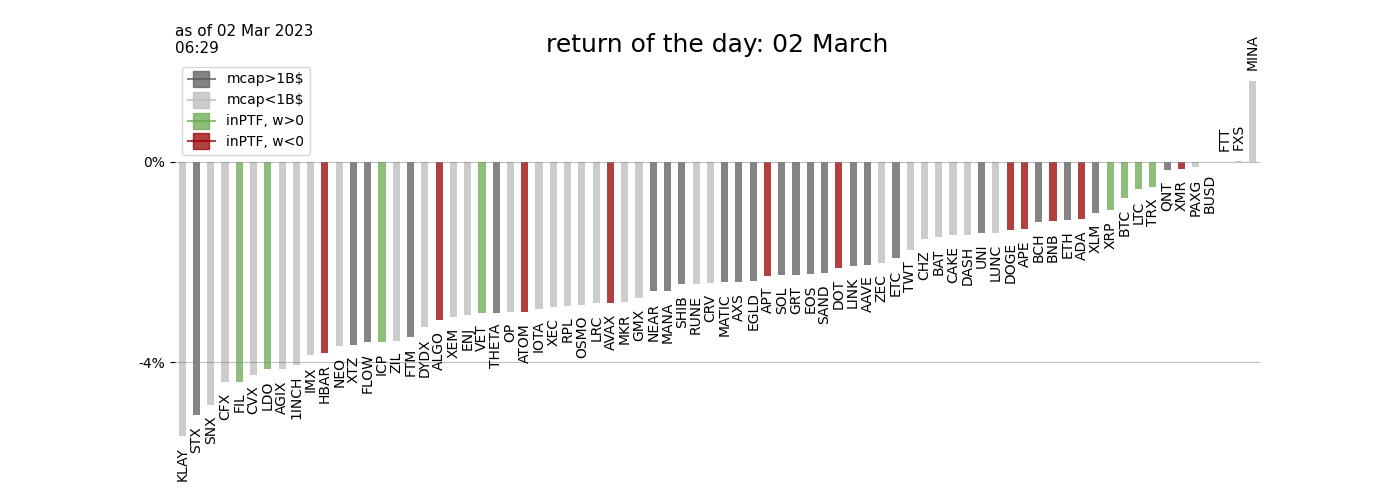 as of 02 Mar 2023
06:29
return of the day: 02 March
mcap>1B$
mcap<1B$
inPTF, w>0
inPTF, w<0
0%
-4%
KLAY
STX
SNX
CFX
FIL
CVX
LDO
AGIX
1INCH
IMX
HBAR
NEO
XTZ
FLOW
ICP
ZIL
FTM
DYDX
ALGO
XEM
ENJ
VET
THETA
OP
ATOM
IOTA
XEC
RPL
OSMO
LRC
AVAX
MKR
GMX
NEAR
MANA
SHIB
RUNE
CRV
MATIC
AXS
EGLD
APT
SOL
GRT
EOS
SAND
DOT
LINK
AAVE
ZEC
ETC
TWT
CHZ
BAT
CAKE
DASH
UNI
LUNC
DOGE
APE
BCH
BNB
ETH
ADA
XLM
XRP
BTC
LTC
TRX
QNT
XMR
PAXG
BUSD
FTT
FXS
MINA